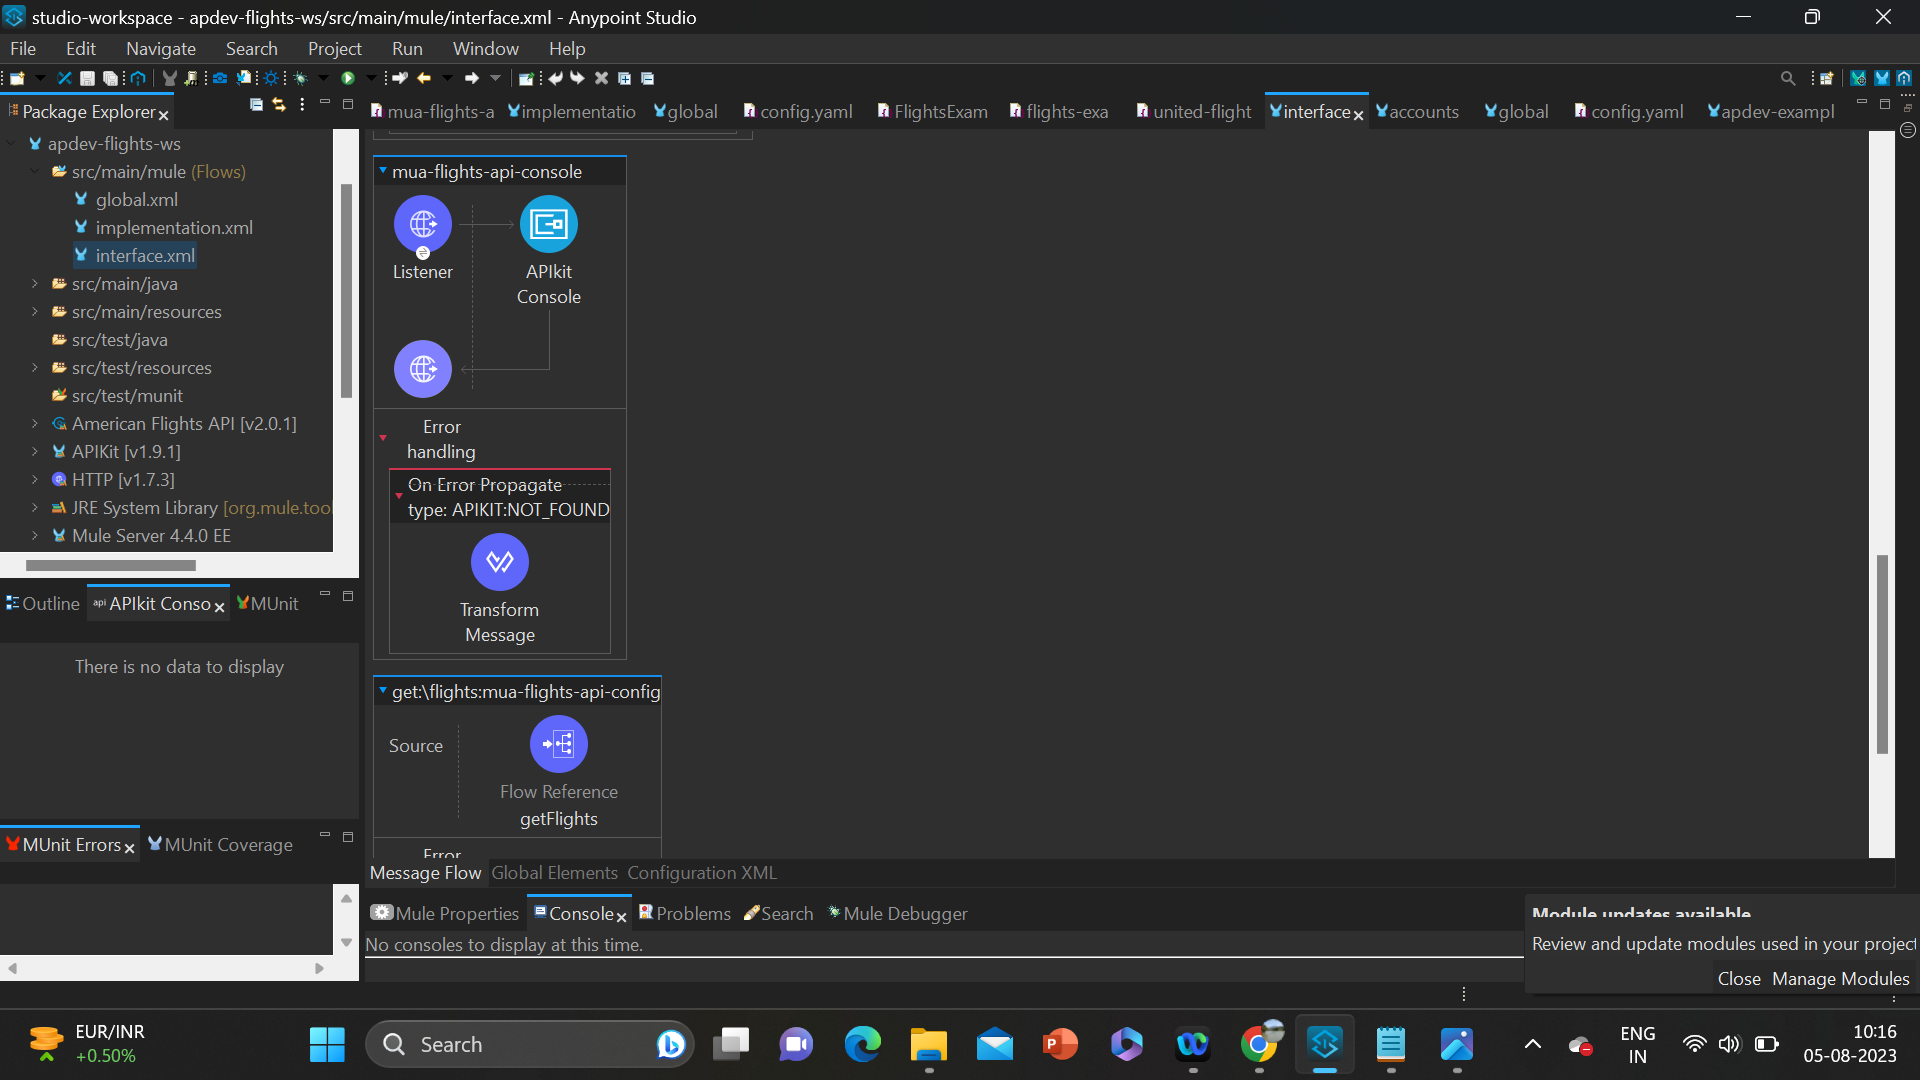 studio-workspace - apdev-flights-ws/src/main/mule/interface.xml - Anypoint Studio
File Edit Navigate Search Project Run Window Help
Package Explorer
mua-flights-a implementatio global config.yaml FlightsExam flights-exa united-flight interface accounts global config.yaml apdev-exampl
apdev-flights-ws
src/main/mule (Flows)
global.xml
implementation.xml
interface.xml
src/main/java
src/main/resources
src/test/java
src/test/resources
src/test/munit
American Flights API [v2.0.1]
APIKit [v1.9.1]
HTTP [v1.7.3]
JRE System Library [org.mule.tool
Mule Server 4.4.0 EE
Outline api APIkit Conso MUnit
There is no data to display
MUnit Errors MUnit Coverage
mua-flights-api-console
Listener
APIkit
Console
Error
handling
On Error Propagate
type: APIKIT:NOT_FOUND
Transform
Message
get:\flights:mua-flights-api-config
Source
Flow Reference
getFlights
Error
Message Flow Global Elements Configuration XML
Mule Properties Console Problems Search Mule Debugger
No consoles to display at this time.
Module updates available
Review and update modules used in your project
Close Manage Modules
EUR/INR
+0.50%
Search
ENG
IN
10:16
05-08-2023